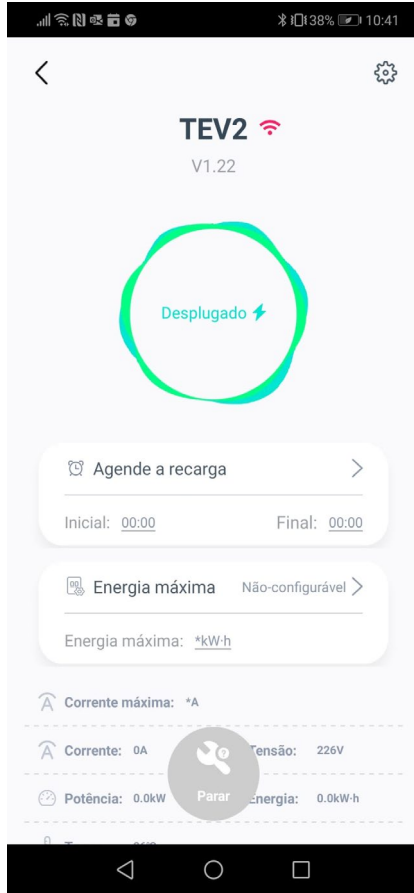 38% 10:41
TEV2
V1.22
Desplugado
Agende a recarga
Inicial: 00:00 Final: 00:00
Energia máxima Não-configurável
Energia máxima: *kW·h
Corrente máxima: *A
Corrente: 0A Tensão: 226V
Potência: 0.0kW Parar Energia: 0.0kW·h